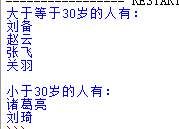 ================ RESTART
大于等于30岁的人有：
刘备
赵云
张飞
关羽

小于30岁的人有：
诸葛亮
刘琦
>>>